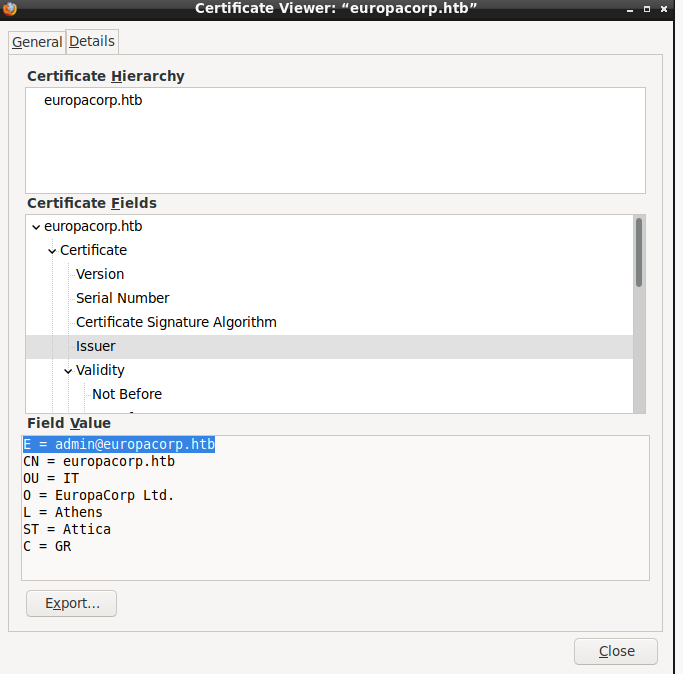 Certificate Viewer: “europacorp.htb”
General Details
Certificate Hierarchy
europacorp.htb
Certificate Fields
europacorp.htb
Certificate
Version
Serial Number
Certificate Signature Algorithm
Issuer
Validity
Not Before
Field Value
E = admin@europacorp.htb
CN = europacorp.htb
OU = IT
O = EuropaCorp Ltd.
L = Athens
ST = Attica
C = GR
Export...
Close